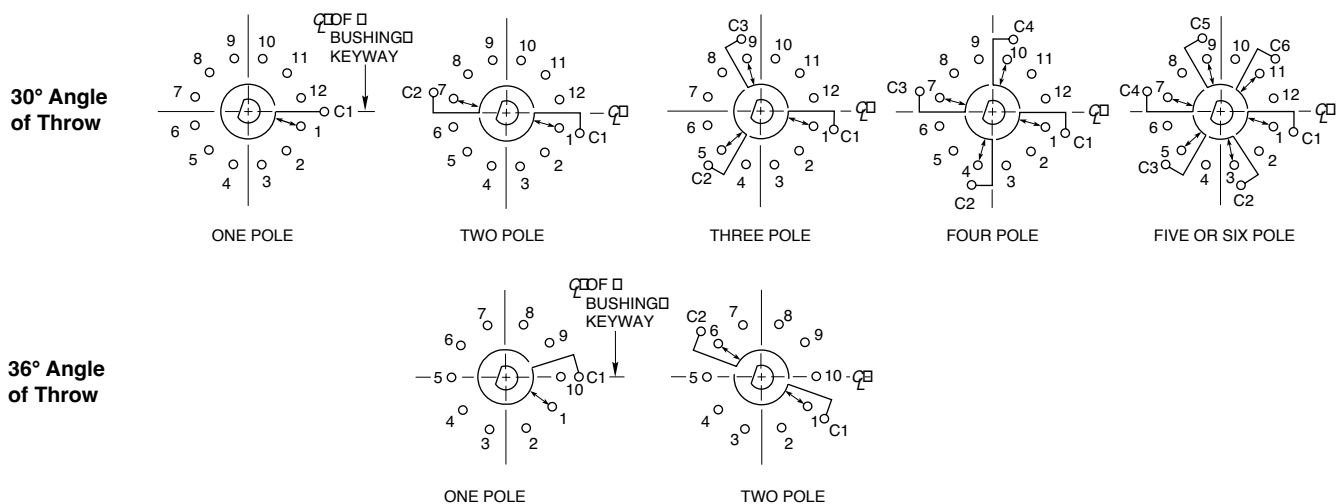 30° Angle
of Throw
℄ OF
BUSHING
KEYWAY
9 10
8 11
7 12
C1
6 1
5 2
4 3
ONE POLE
9 10
8 11
C2 7 12
℄
6 1 C1
5 2
4 3
TWO POLE
C3
9 10
8 11
7 12
℄
6 1 C1
5 2
C2 4 3
THREE POLE
C4
9 10
8 11
C3 7 12
℄
6 1 C1
5 2
4 3
C2
FOUR POLE
C5
9 10 C6
8 11
C4 7 12
℄
6 1 C1
5 2
C3 4 3
C2
FIVE OR SIX POLE
36° Angle
of Throw
℄ OF
BUSHING
KEYWAY
7 8
6 9
5 10 C1
4 1
3 2
ONE POLE
7 8
C2 6 9
5 10 ℄
4 1 C1
3 2
TWO POLE